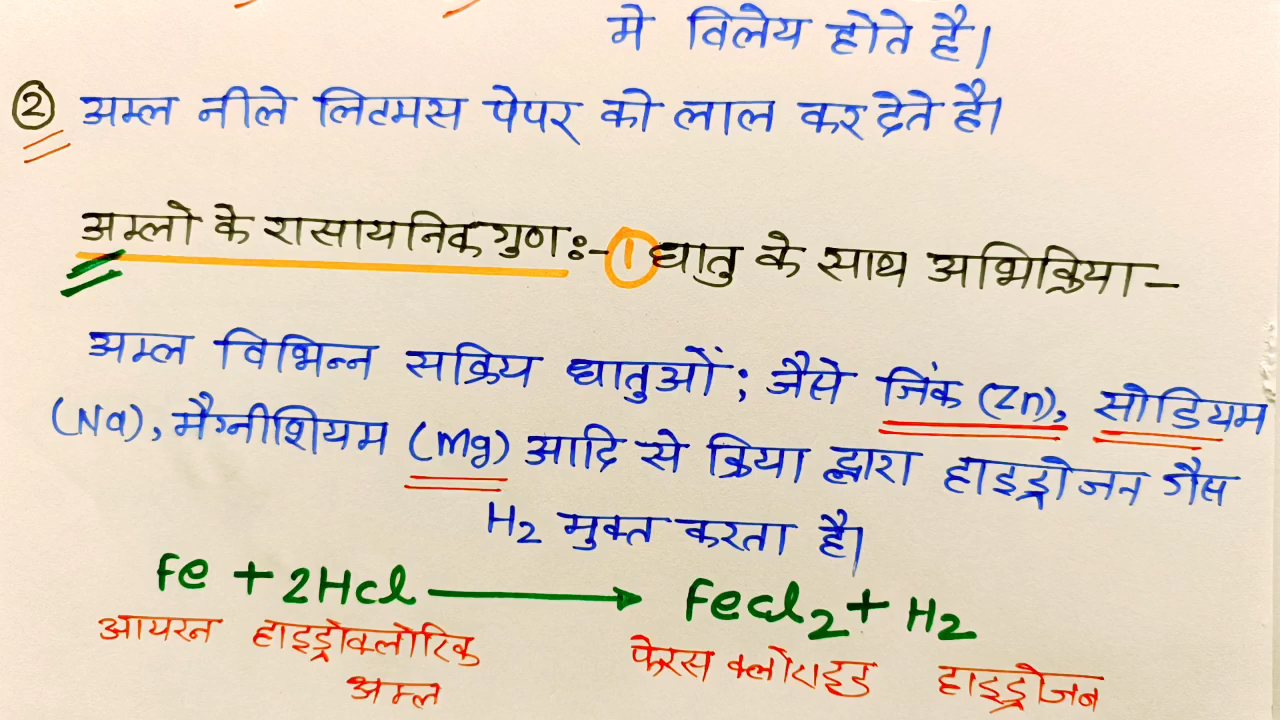 मे विलेय होते है।
② अम्ल नीले लिटमस पेपर को लाल कर देते है।
अम्लो के रासायनिक गुण:- ① धातु के साथ अभिक्रिया -
अम्ल विभिन्न सक्रिय धातुओं; जैसे जिंक (Zn), सोडियम
(Na), मैग्नीशियम (Mg) आदि से क्रिया द्वारा हाइड्रोजन गैस
H₂ मुक्त करता है।
Fe + 2HCl ⟶ FeCl₂ + H₂
आयरन हाइड्रोक्लोरिक फेरस क्लोराइड हाइड्रोजन
अम्ल